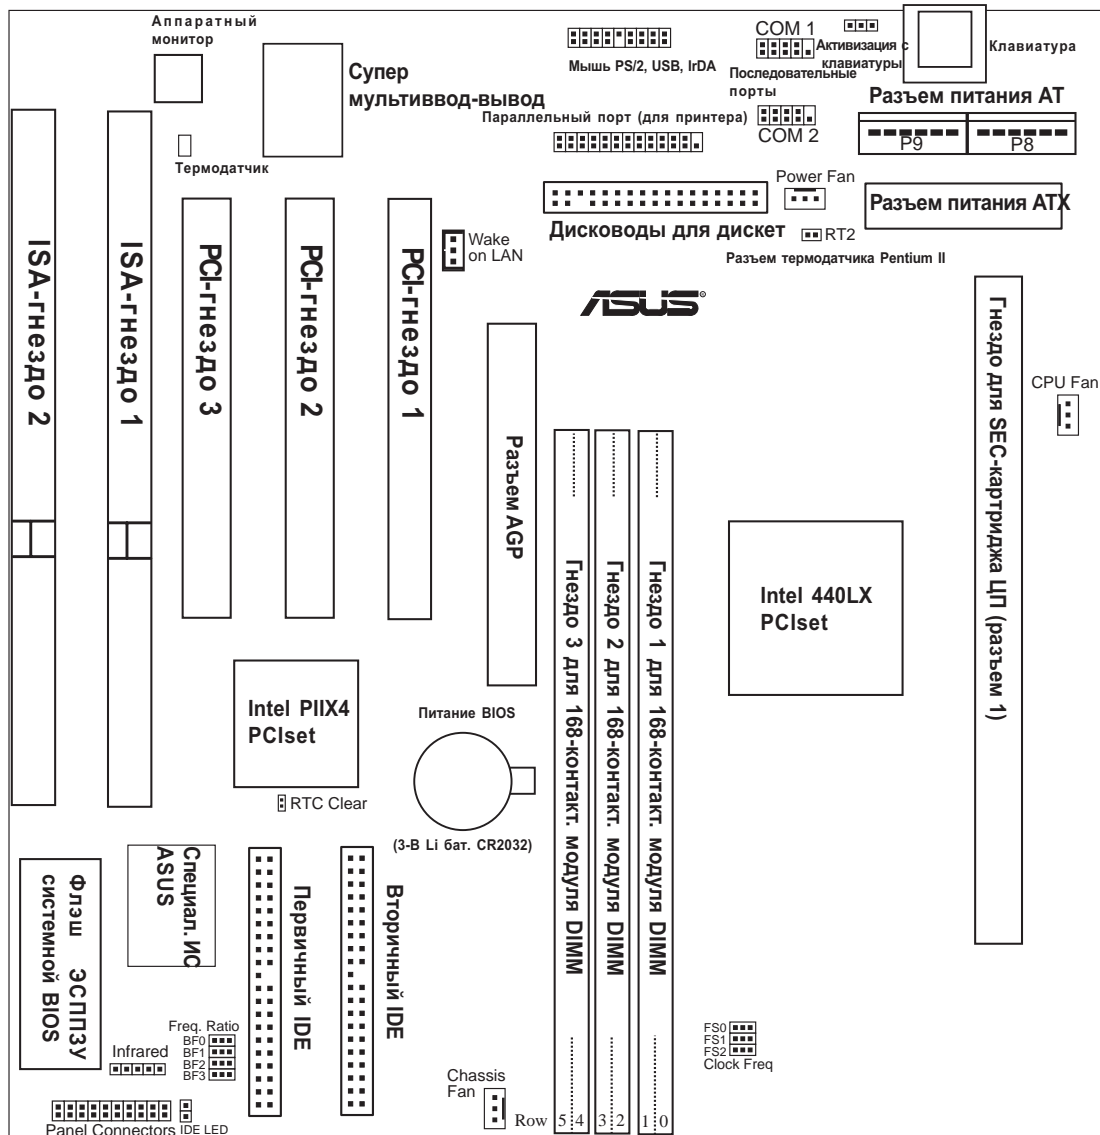 Аппаратный
монитор
Супер
мультиввод-вывод
Термодатчик
Мышь PS/2, USB, IrDA
COM 1
Последовательные
порты
COM 2
Активизация с
клавиатуры
Клавиатура
Параллельный порт (для принтера)
Разъем питания AT
P9
P8
Power Fan
Разъем питания ATX
Дисководы для дискет
RT2
Разъем термодатчика Pentium II
Wake
on LAN
ASUS®
ISA-гнездо 2
ISA-гнездо 1
PCI-гнездо 3
PCI-гнездо 2
PCI-гнездо 1
Разъем AGP
Гнездо 3 для 168-контакт. модуля DIMM
Гнездо 2 для 168-контакт. модуля DIMM
Гнездо 1 для 168-контакт. модуля DIMM
Intel 440LX
PCIset
Гнездо для SEC-картриджа ЦП (разъем 1)
CPU Fan
Intel PIIX4
PCIset
RTC Clear
Питание BIOS
(3-В Li бат. CR2032)
Флэш ЭСППЗУ
системной BIOS
Специал. ИС
ASUS
Первичный IDE
Вторичный IDE
Freq. Ratio
BF0
BF1
BF2
BF3
Infrared
Panel Connectors
IDE LED
Chassis
Fan
Row
5 4
3 2
1 0
FS0
FS1
FS2
Clock Freq